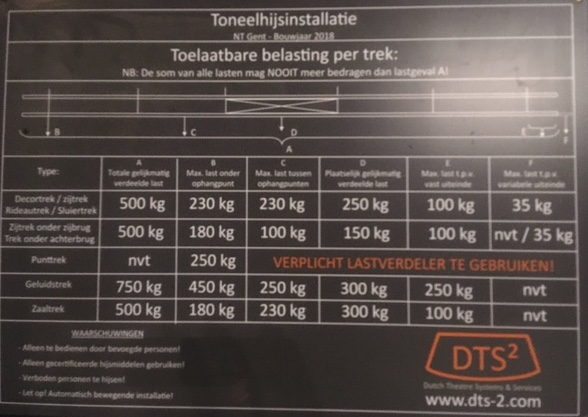 Toneelhijsinstallatie
NT Gent - Bouwjaar 2018
Toelaatbare belasting per trek:
NB: De som van alle lasten mag NOOIT meer bedragen dan lastgeval A!
B C D E F
A
A B C D E F
Type: Totale gelijkmatig verdeelde last Max. last onder ophangpunt Max. last tussen ophangpunten Plaatselijk gelijkmatig verdeelde last Max. last t.p.v. vast uiteinde Max. last t.p.v. variabele uiteinde
Decortrek / zijtrek
Rideautrek / Sluiertrek 500 kg 230 kg 230 kg 250 kg 100 kg 35 kg
Zijtrek onder zijbrug
Trek onder achterbrug 500 kg 180 kg 100 kg 150 kg 100 kg nvt / 35 kg
Punttrek nvt 250 kg VERPLICHT LASTVERDELER TE GEBRUIKEN!
Geluidstrek 750 kg 450 kg 250 kg 300 kg 250 kg nvt
Zaaltrek 500 kg 180 kg 230 kg 300 kg 100 kg nvt
WAARSCHUWINGEN
- Alleen te bedienen door bevoegde personen!
- Alleen gecertificeerde hijsmiddelen gebruiken!
- Verboden personen te hijsen!
- Let op! Automatisch bewegende installatie!
DTS²
Dutch Theatre Systems & Services
www.dts-2.com